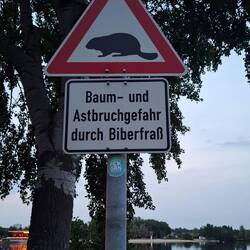 Baum- und
Astbruchgefahr
durch Biberfraß